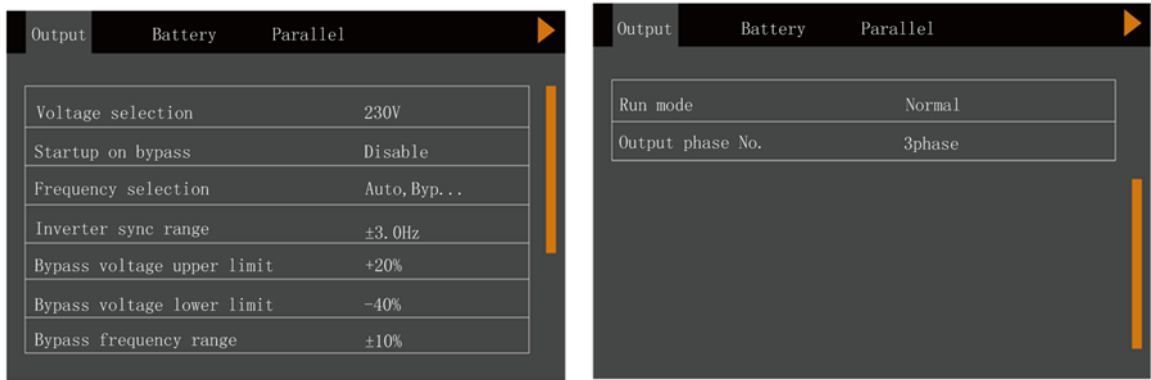 Output Battery Parallel
Voltage selection 230V
Startup on bypass Disable
Frequency selection Auto,Byp...
Inverter sync range ±3.0Hz
Bypass voltage upper limit +20%
Bypass voltage lower limit -40%
Bypass frequency range ±10%
Output Battery Parallel
Run mode Normal
Output phase No. 3phase